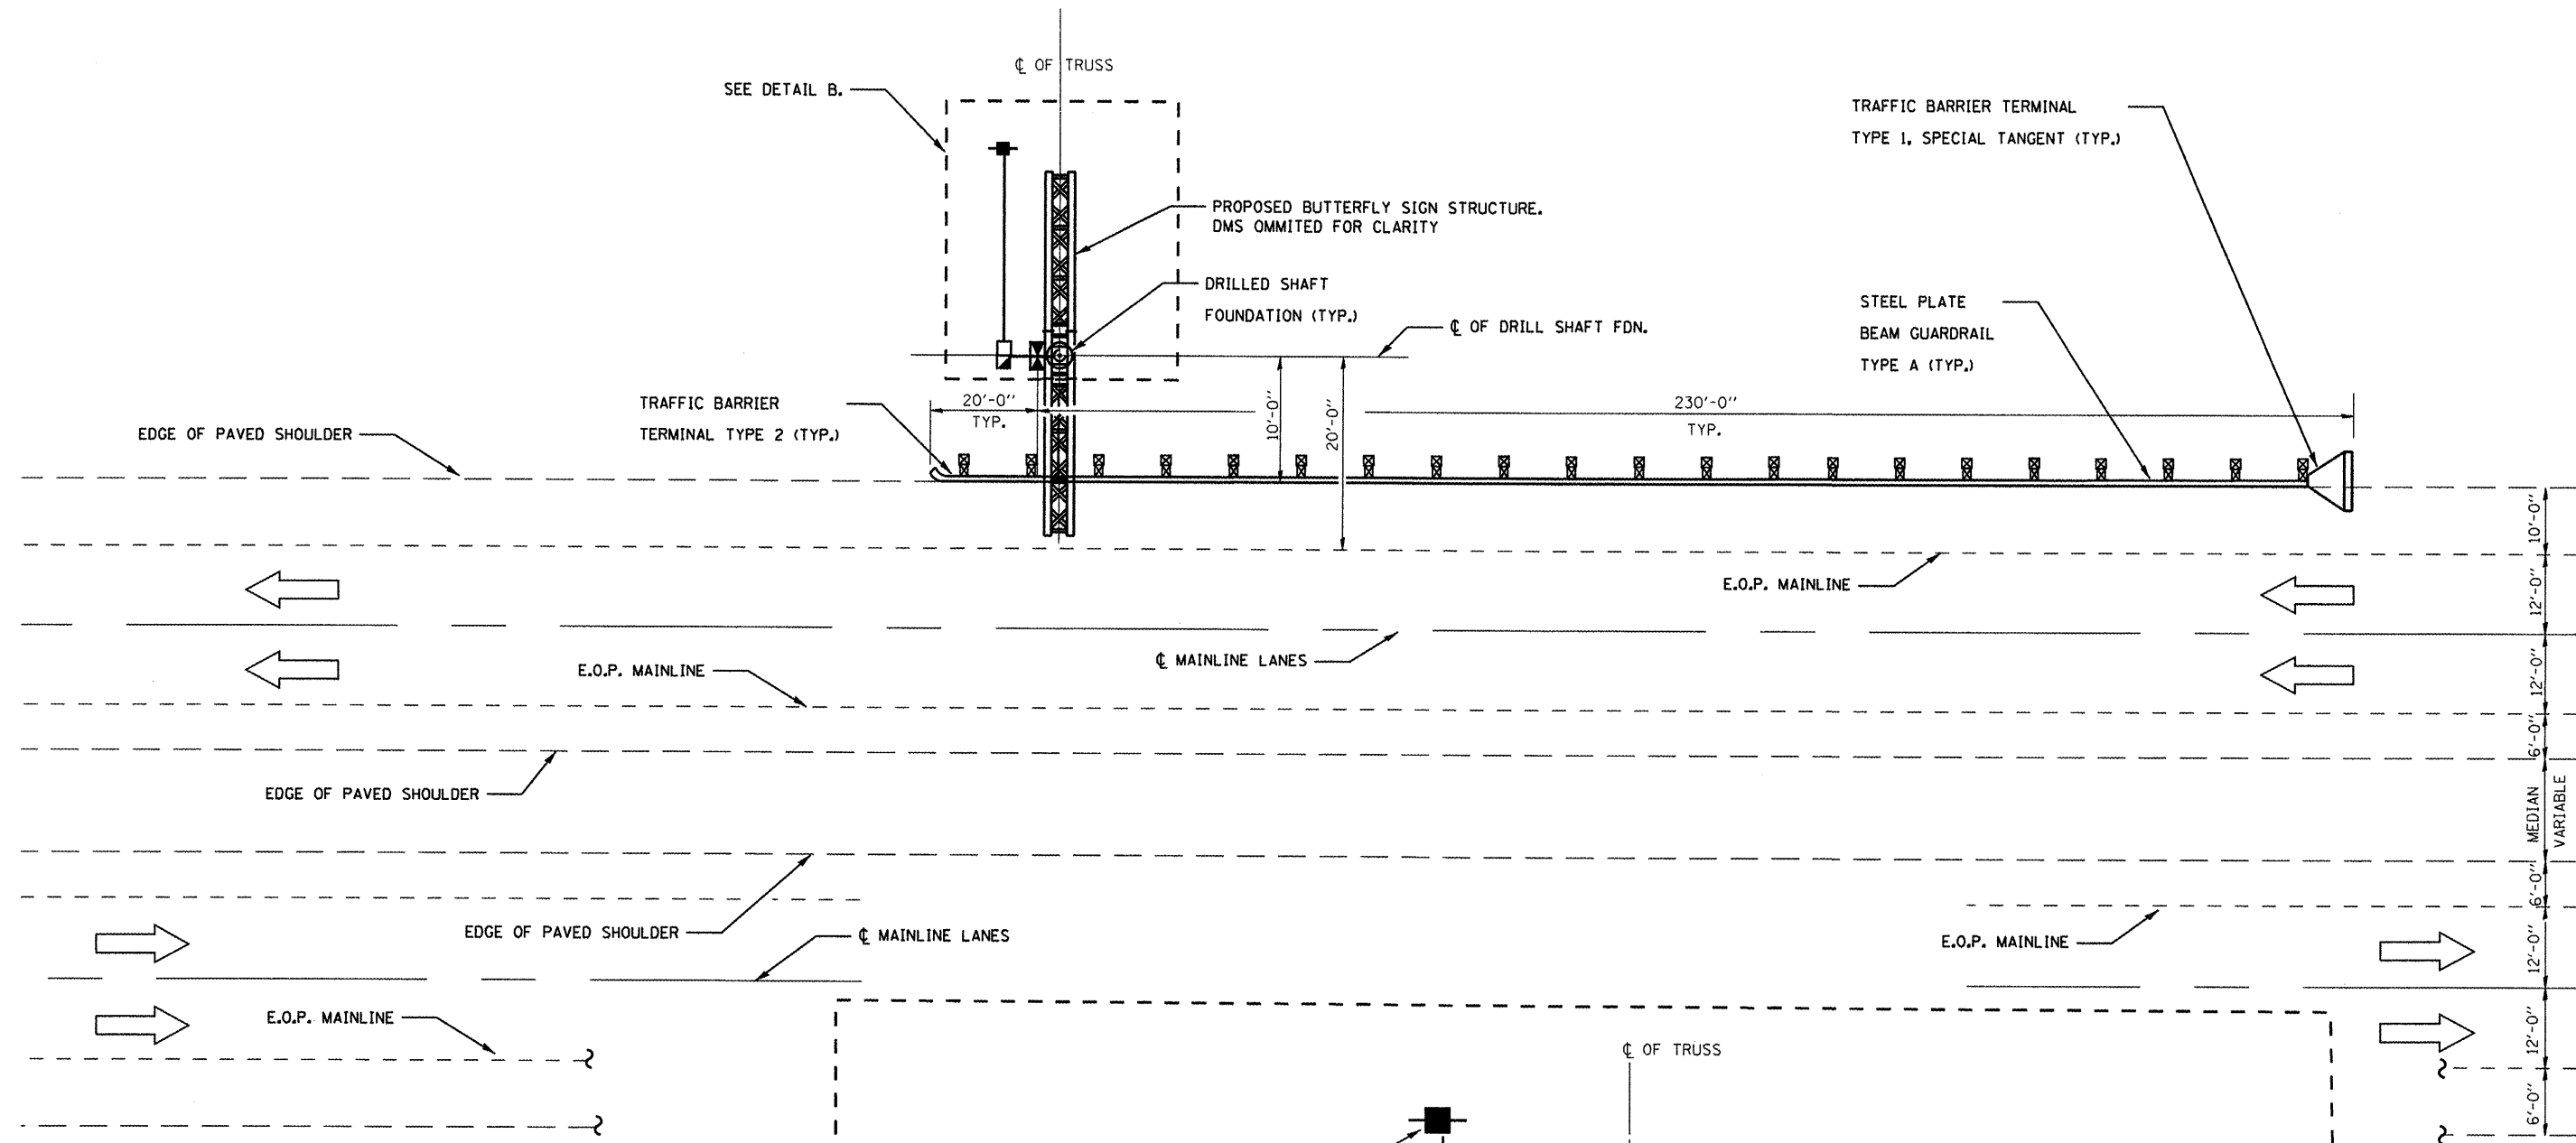 ℄ OF TRUSS
SEE DETAIL B.
TRAFFIC BARRIER TERMINAL
TYPE 1, SPECIAL TANGENT (TYP.)
PROPOSED BUTTERFLY SIGN STRUCTURE.
DMS OMMITED FOR CLARITY
DRILLED SHAFT
FOUNDATION (TYP.)
℄ OF DRILL SHAFT FDN.
STEEL PLATE
BEAM GUARDRAIL
TYPE A (TYP.)
TRAFFIC BARRIER
TERMINAL TYPE 2 (TYP.)
20'-0"
TYP.
10'-0"
20'-0"
230'-0"
TYP.
EDGE OF PAVED SHOULDER
10'-0"
E.O.P. MAINLINE
12'-0"
℄ MAINLINE LANES
E.O.P. MAINLINE
12'-0"
6'-0"
EDGE OF PAVED SHOULDER
MEDIAN
VARIABLE
6'-0"
EDGE OF PAVED SHOULDER
℄ MAINLINE LANES
E.O.P. MAINLINE
12'-0"
E.O.P. MAINLINE
12'-0"
℄ OF TRUSS
6'-0"